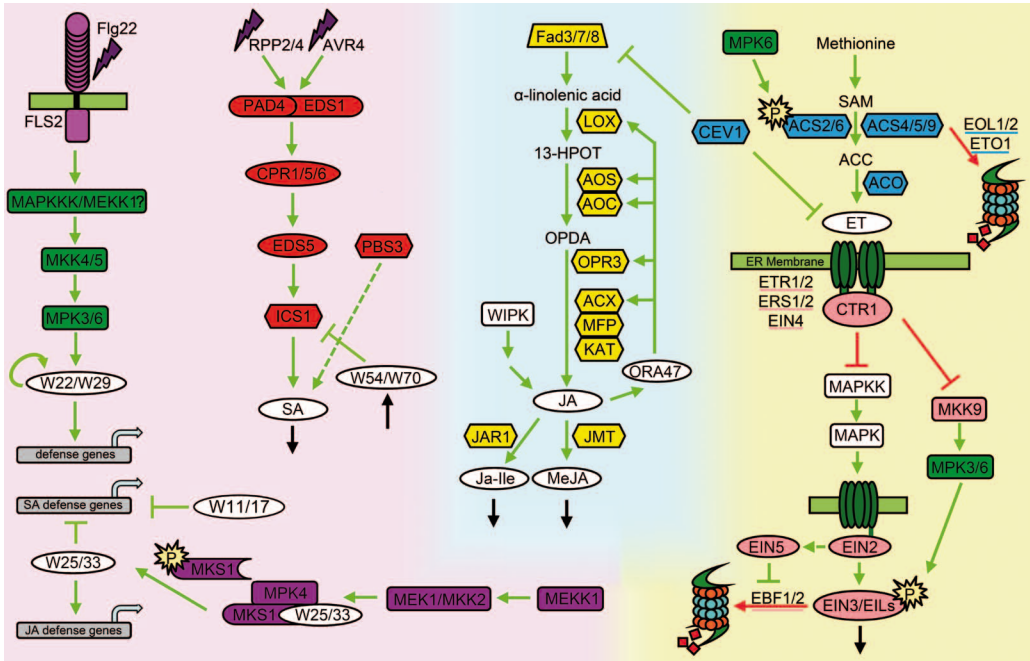 Flg22
FLS2
MAPKKK/MEKK1?
MKK4/5
MPK3/6
W22/W29
defense genes
SA defense genes
W11/17
W25/33
JA defense genes
RPP2/4
AVR4
PAD4
EDS1
CPR1/5/6
EDS5
PBS3
ICS1
W54/W70
SA
P
MKS1
MPK4
MKS1
W25/33
MEK1/MKK2
MEKK1
Fad3/7/8
α-linolenic acid
LOX
13-HPOT
AOS
AOC
OPDA
OPR3
ACX
MFP
KAT
WIPK
ORA47
JA
JAR1
JMT
Ja-Ile
MeJA
CEV1
MPK6
Methionine
SAM
P
ACS2/6
ACS4/5/9
EOL1/2
ETO1
ACC
ACO
ET
ER Membrane
ETR1/2
ERS1/2
EIN4
CTR1
MAPKK
MKK9
MAPK
MPK3/6
EIN5
EIN2
EBF1/2
EIN3/EILs
P